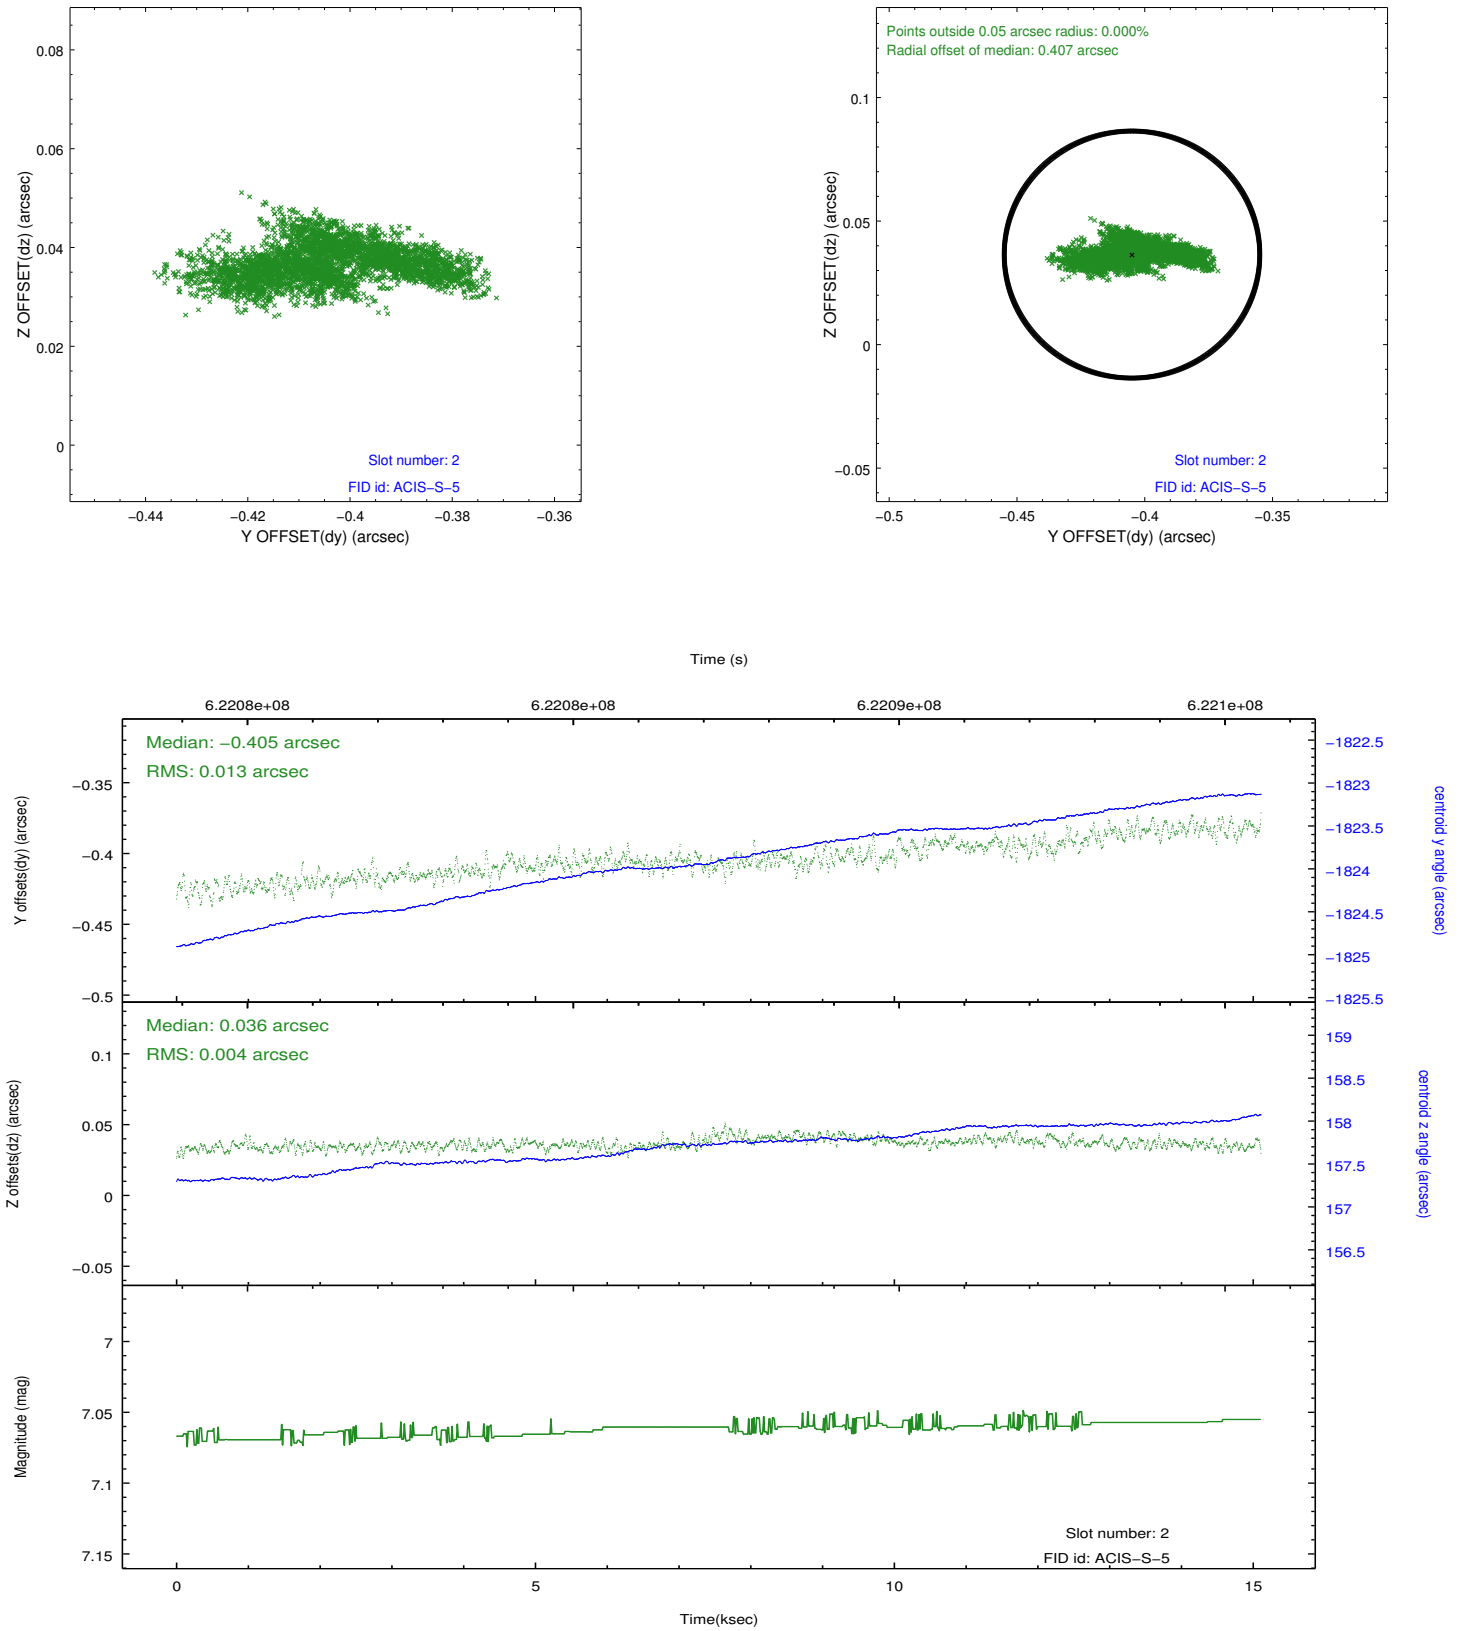 0.08
0.06
0.04
0.02
0
Z OFFSET(dz) (arcsec)
Slot number: 2
FID id: ACIS−S−5
−0.44 −0.42 −0.4 −0.38 −0.36
Y OFFSET(dy) (arcsec)
Points outside 0.05 arcsec radius: 0.000%
Radial offset of median: 0.407 arcsec
0.1
0.05
0
−0.05
Z OFFSET(dz) (arcsec)
Slot number: 2
FID id: ACIS−S−5
−0.5 −0.45 −0.4 −0.35
Y OFFSET(dy) (arcsec)
Time (s)
6.2208e+08 6.2208e+08 6.2209e+08 6.221e+08
Median: −0.405 arcsec
RMS: 0.013 arcsec
−0.35
−0.4
−0.45
−0.5
Y offsets(dy) (arcsec)
−1822.5
−1823
−1823.5
−1824
−1824.5
−1825
−1825.5
centroid y angle (arcsec)
Median: 0.036 arcsec
RMS: 0.004 arcsec
0.1
0.05
0
−0.05
Z offsets(dz) (arcsec)
159
158.5
158
157.5
157
156.5
centroid z angle (arcsec)
7
7.05
7.1
7.15
Magnitude (mag)
Slot number: 2
FID id: ACIS−S−5
0 5 10 15
Time(ksec)